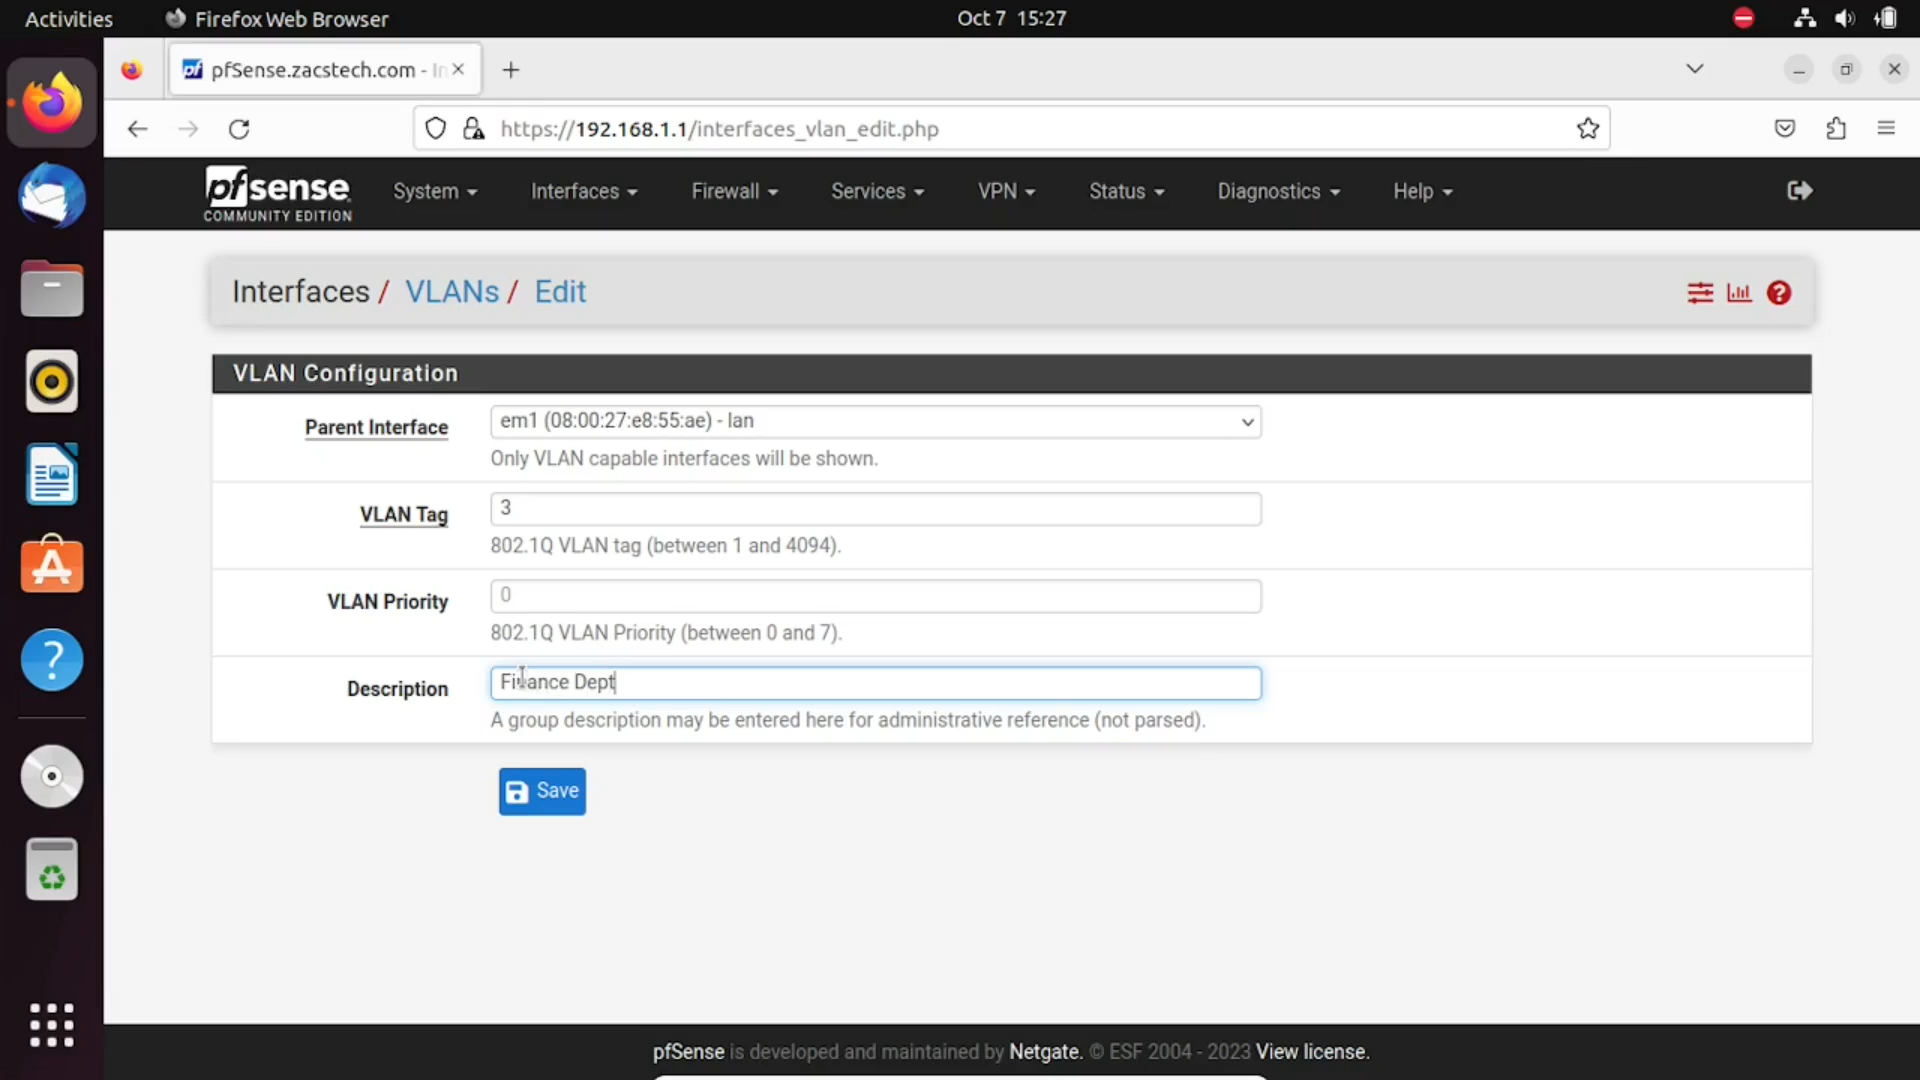 Activities Firefox Web Browser Oct 7 15:27
pfSense.zacstech.com - In
https://192.168.1.1/interfaces_vlan_edit.php
pfsense COMMUNITY EDITION System Interfaces Firewall Services VPN Status Diagnostics Help
Interfaces / VLANs / Edit
VLAN Configuration
Parent Interface em1 (08:00:27:e8:55:ae) - lan
Only VLAN capable interfaces will be shown.
VLAN Tag 3
802.1Q VLAN tag (between 1 and 4094).
VLAN Priority 0
802.1Q VLAN Priority (between 0 and 7).
Description Finance Dept
A group description may be entered here for administrative reference (not parsed).
Save
pfSense is developed and maintained by Netgate. © ESF 2004 - 2023 View license.